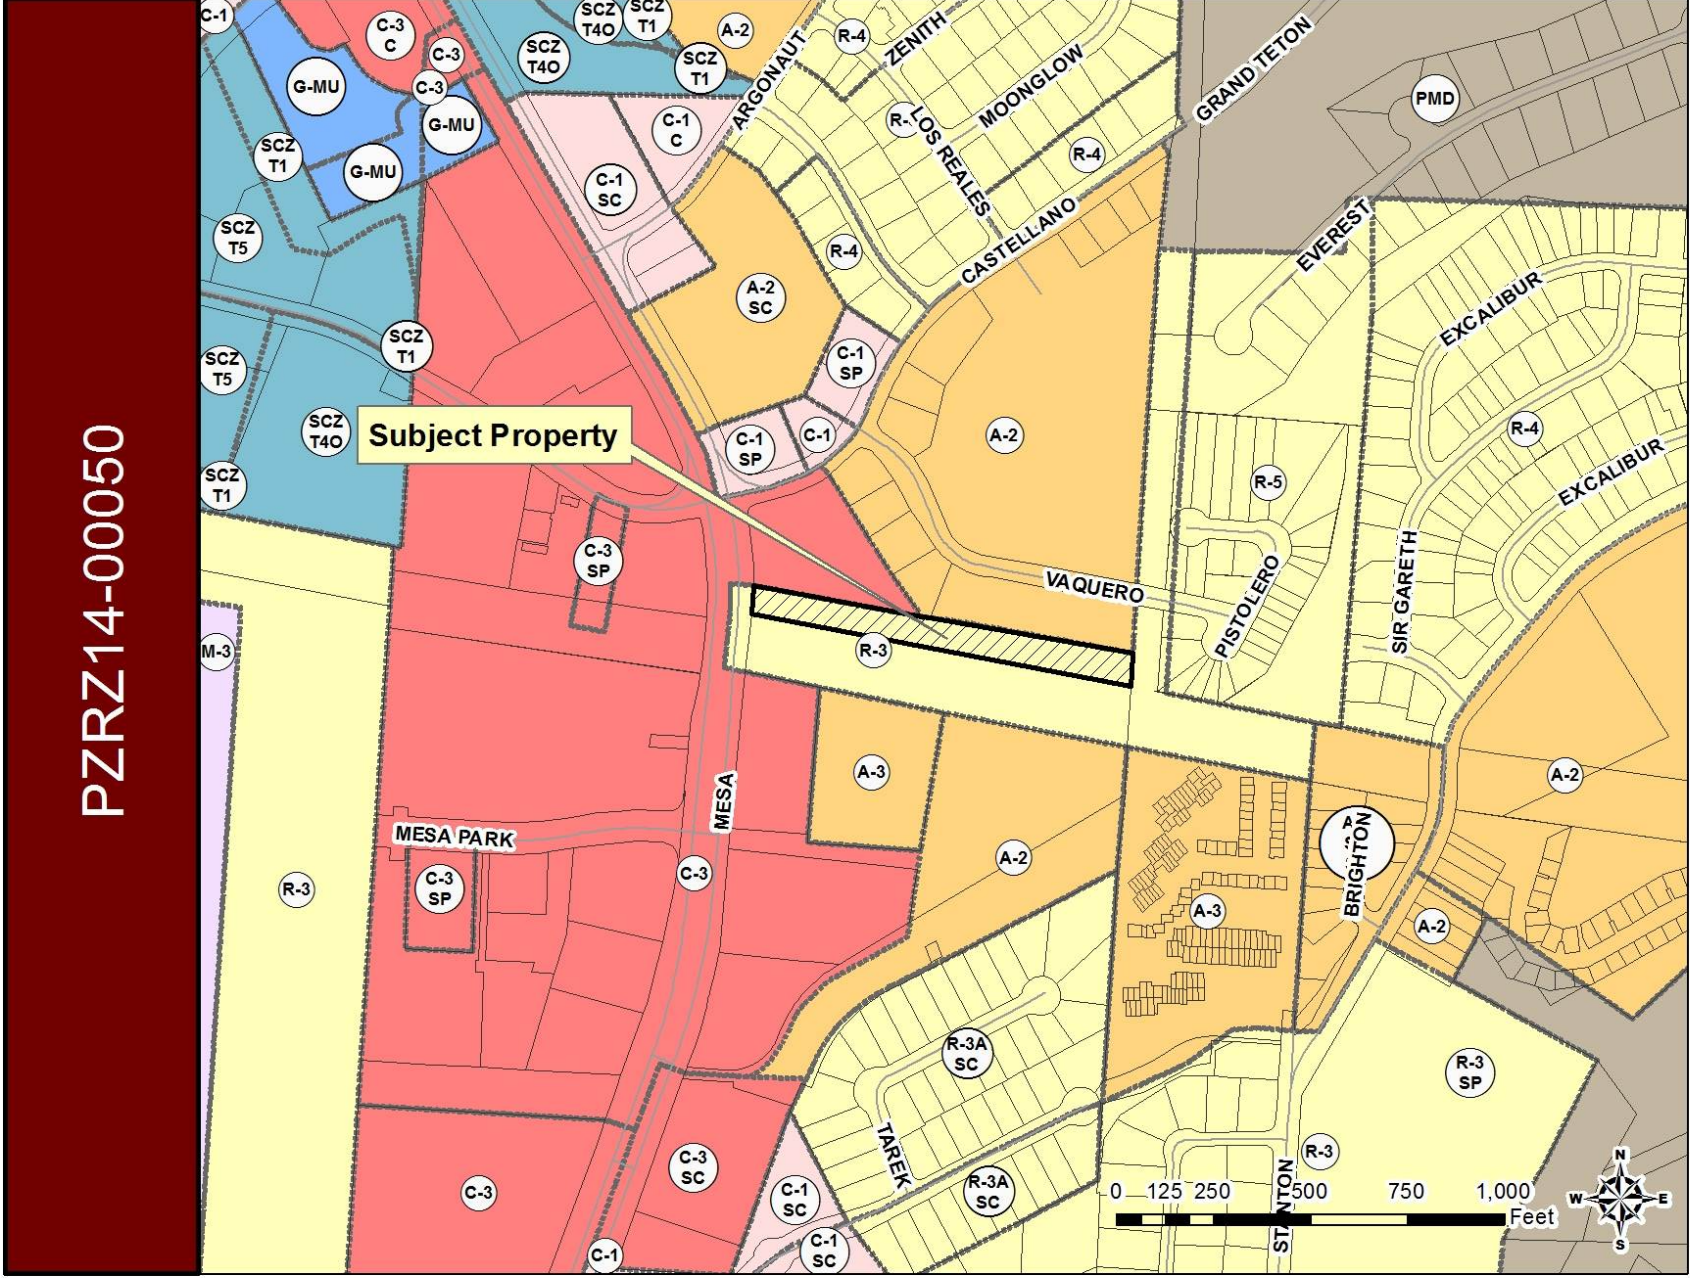 PZRZ14-00050
C-1
C-3
C
C-3
SCZ
T4O
SCZ
T1
A-2
R-4
ZENITH
SCZ
T4O
SCZ
T1
ARGONAUT
MOONGLOW
GRAND TETON
G-MU
C-3
PMD
G-MU
C-1
C
R-
LOS REALES
R-4
SCZ
T1
G-MU
C-1
SC
CASTELLANO
EVEREST
SCZ
T5
R-4
A-2
SC
EXCALIBUR
SCZ
T1
SCZ
T5
C-1
SP
SCZ
T4O
Subject Property
C-1
SP
C-1
A-2
R-4
EXCALIBUR
SCZ
T1
R-5
C-3
SP
VAQUERO
PISTOLERO
SIR GARETH
M-3
R-3
MESA
A-3
A-2
MESA PARK
C-3
A-2
A
BRIGHTON
R-3
C-3
SP
A-3
A-2
R-3A
SC
R-3
SP
TAREK
C-3
SC
R-3
C-3
C-1
SC
R-3A
SC
STANTON
0 125 250 500 750 1,000
Feet
N
W E
S
C-1
C-1
SC